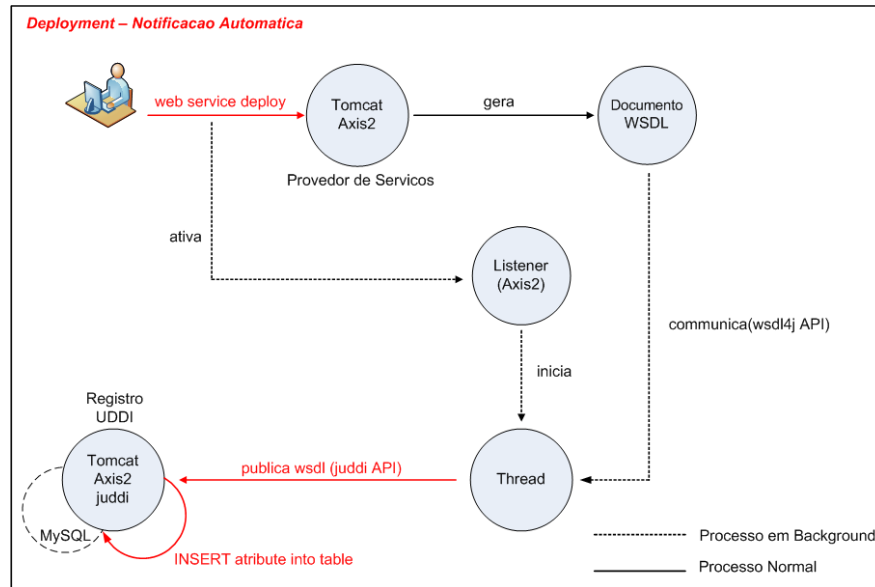 Deployment – Notificacao Automatica
web service deploy
Tomcat
Axis2
gera
Documento
WSDL
Provedor de Servicos
ativa
Listener
(Axis2)
communica(wsdl4j API)
inicia
Registro
UDDI
Tomcat
Axis2
juddi
publica wsdl (juddi API)
Thread
MySQL
INSERT atribute into table
Processo em Background
Processo Normal